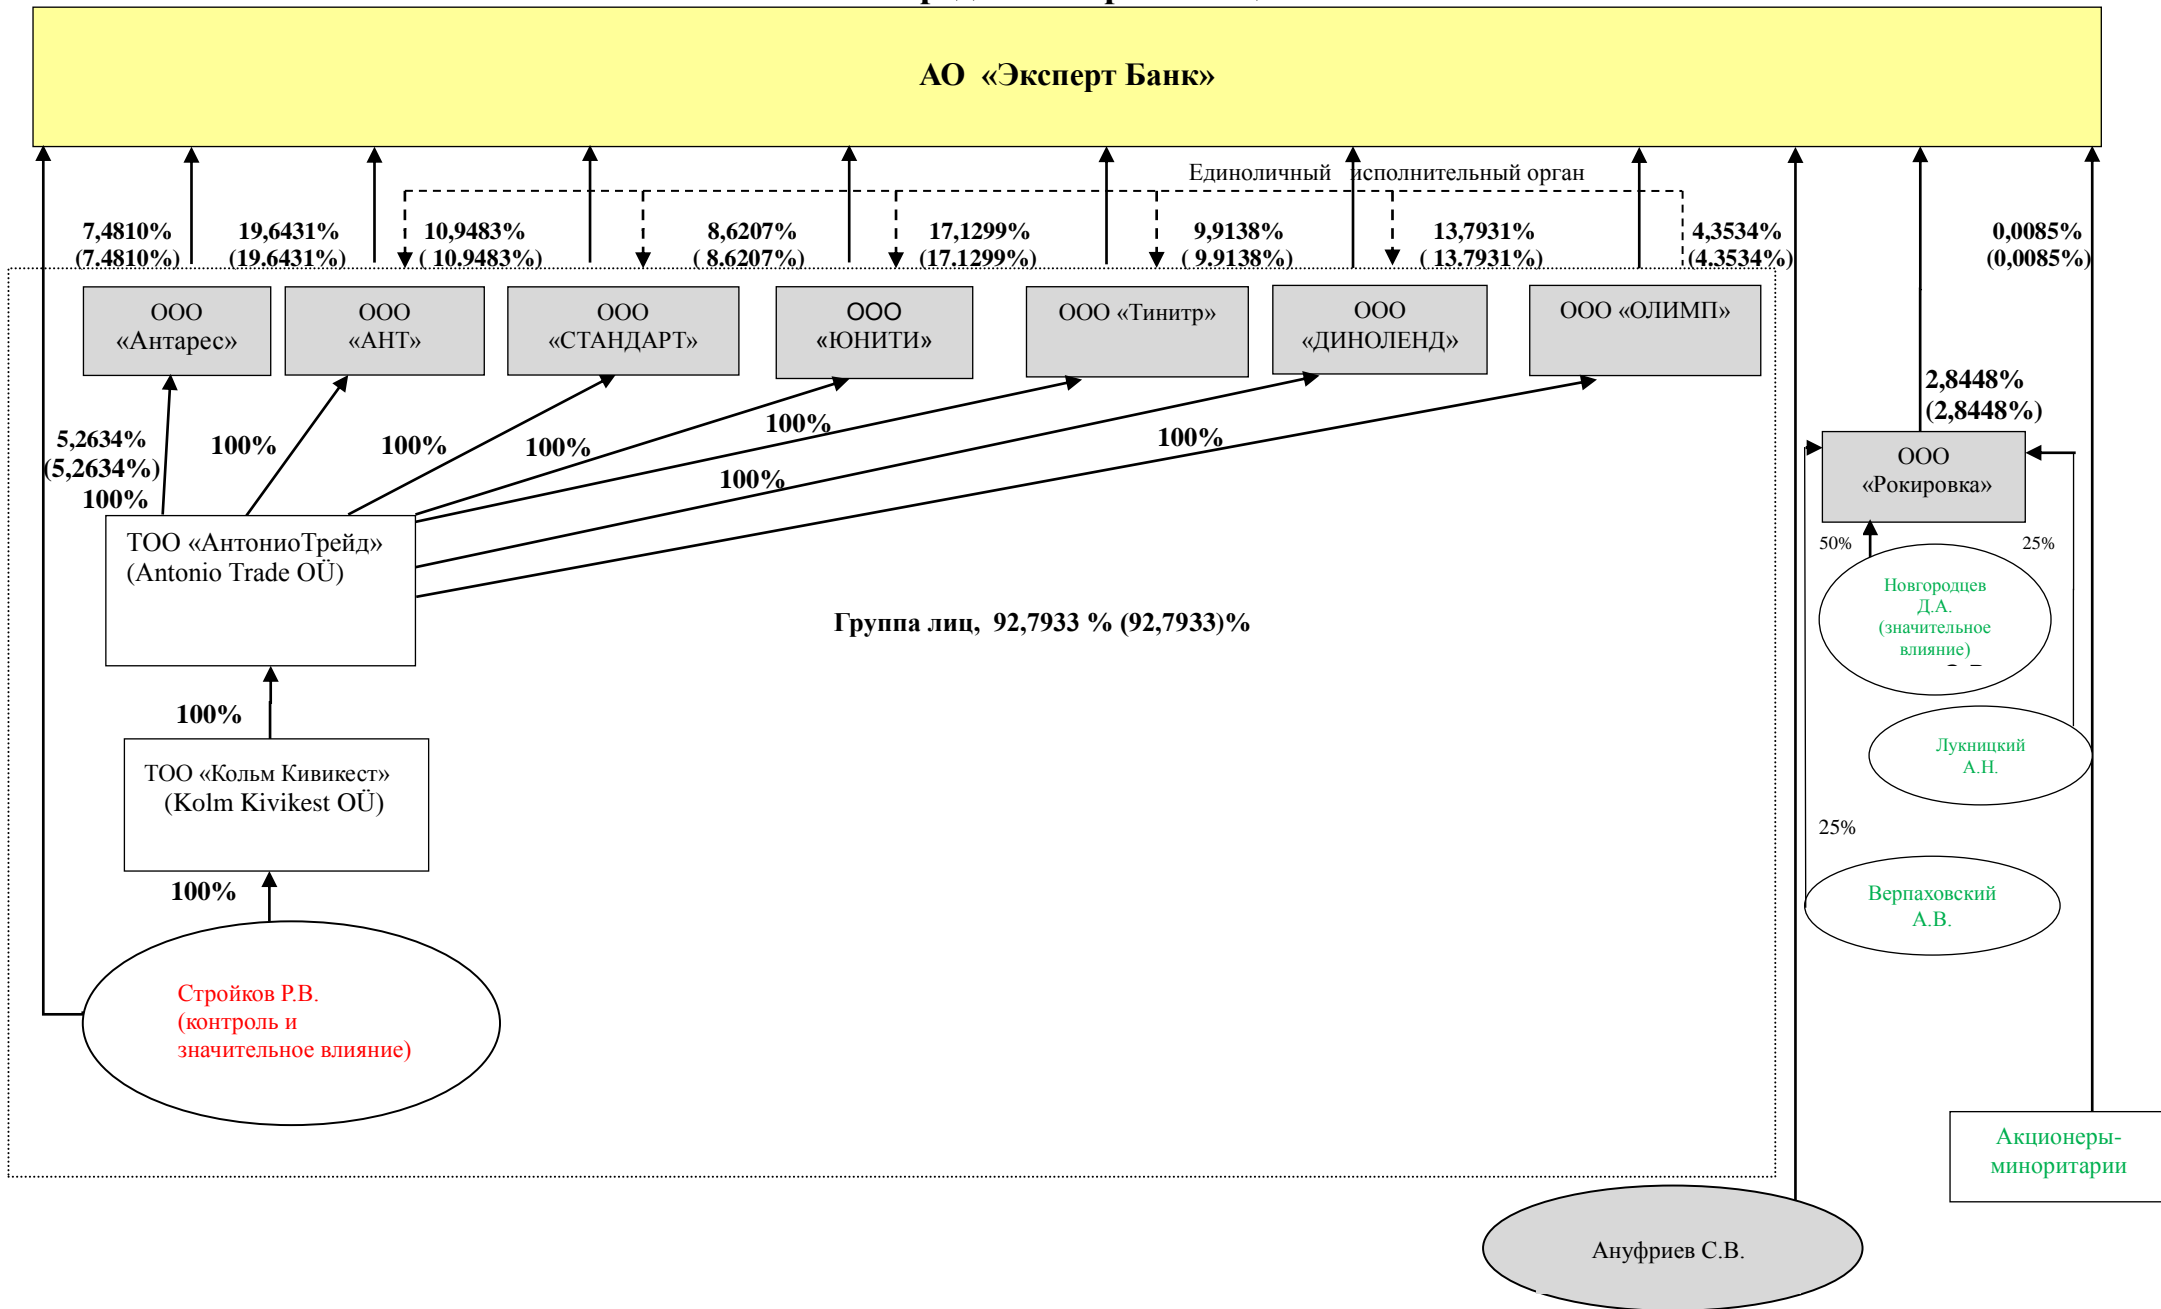 АО «Эксперт Банк»
Единоличный исполнительный орган
7,4810%
(7.4810%)
19,6431%
(19.6431%)
10,9483%
( 10.9483%)
8,6207%
( 8.6207%)
17,1299%
(17.1299%)
9,9138%
( 9.9138%)
13,7931%
( 13.7931%)
4,3534%
(4.3534%)
0,0085%
(0,0085%)
ООО
«Антарес»
ООО
«АНТ»
ООО
«СТАНДАРТ»
ООО
«ЮНИТИ»
ООО «Тинитр»
ООО
«ДИНОЛЕНД»
ООО «ОЛИМП»
2,8448%
(2,8448%)
5,2634%
(5,2634%)
100%
100%
100%
100%
100%
100%
100%
ООО
«Рокировка»
50%
25%
ТОО «АнтониоТрейд»
(Antonio Trade OÜ)
Новгородцев
Д.А.
(значительное
влияние)
Группа лиц, 92,7933 % (92,7933)%
100%
ТОО «Кольм Кивикест»
(Kolm Kivikest OÜ)
Лукницкий
А.Н.
25%
100%
Верпаховский
А.В.
Стройков Р.В.
(контроль и
значительное влияние)
Акционеры-
миноритарии
Ануфриев С.В.